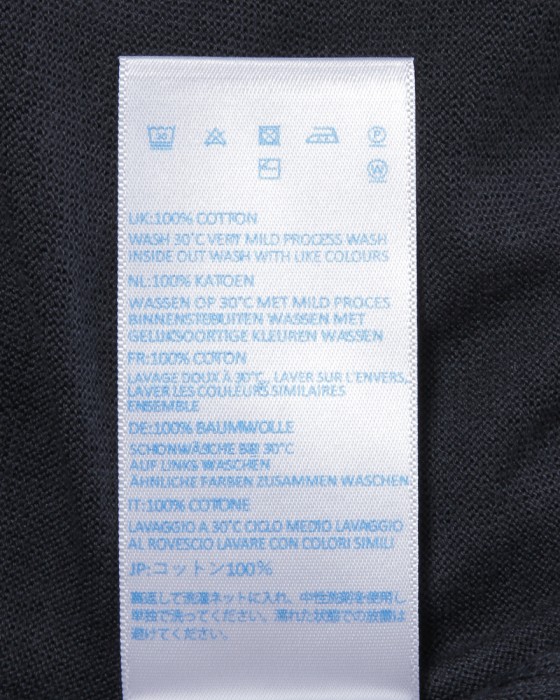 30
P
W
UK:100% COTTON
WASH 30°C VERY MILD PROCESS WASH
INSIDE OUT WASH WITH LIKE COLOURS
NL:100% KATOEN
WASSEN OP 30°C MET MILD PROCES
BINNENSTEBUITEN WASSEN MET
GELIJKSOORTIGE KLEUREN WASSEN
FR:100% COTON
LAVAGE DOUX À 30°C, LAVER SUR L'ENVERS,
LAVER LES COULEURS SIMILAIRES
ENSEMBLE
DE:100% BAUMWOLLE
SCHONWÄSCHE BEI 30°C
AUF LINKS WASCHEN
ÄHNLICHE FARBEN ZUSAMMEN WASCHEN.
IT:100% COTONE
LAVAGGIO A 30°C CICLO MEDIO LAVAGGIO
AL ROVESCIO LAVARE CON COLORI SIMILI
JP:コットン100%
裏返して洗濯ネットに入れ、中性洗剤を使用し
単独で洗ってください。濡れた状態での放置は
避けてください。